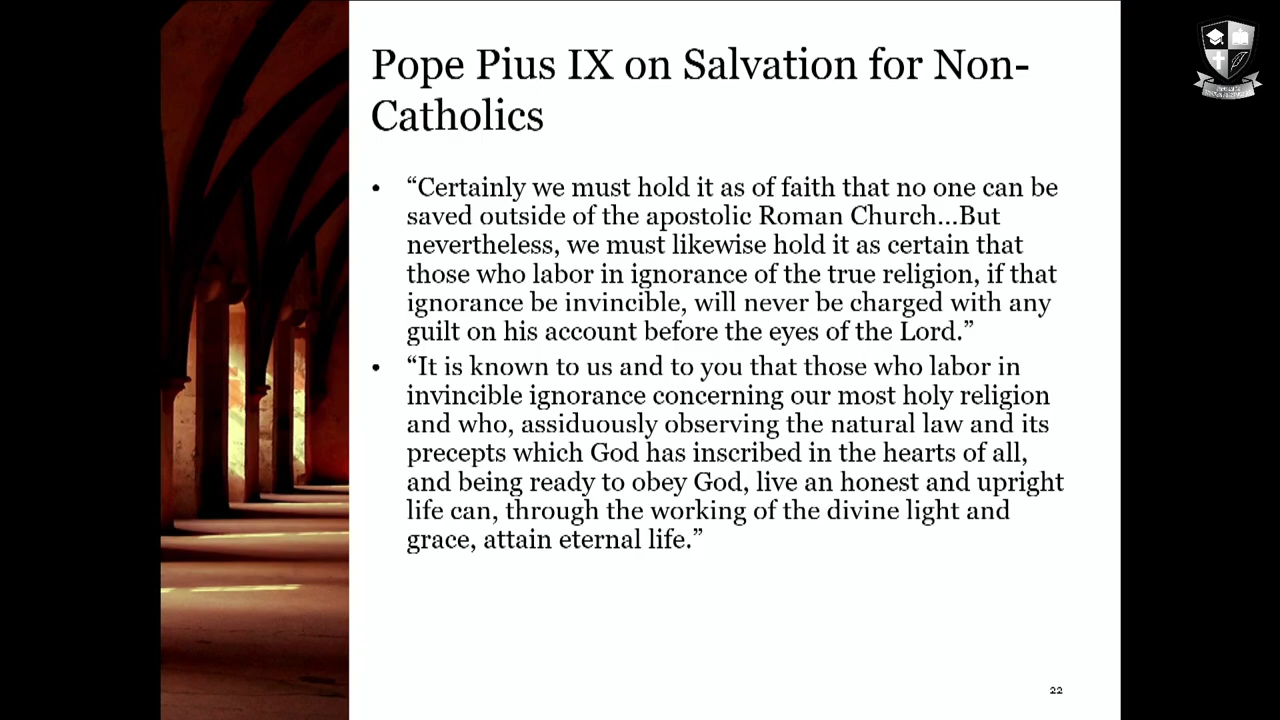 Pope Pius IX on Salvation for Non-
Catholics
• “Certainly we must hold it as of faith that no one can be
saved outside of the apostolic Roman Church...But
nevertheless, we must likewise hold it as certain that
those who labor in ignorance of the true religion, if that
ignorance be invincible, will never be charged with any
guilt on his account before the eyes of the Lord.”
• “It is known to us and to you that those who labor in
invincible ignorance concerning our most holy religion
and who, assiduously observing the natural law and its
precepts which God has inscribed in the hearts of all,
and being ready to obey God, live an honest and upright
life can, through the working of the divine light and
grace, attain eternal life.”
22